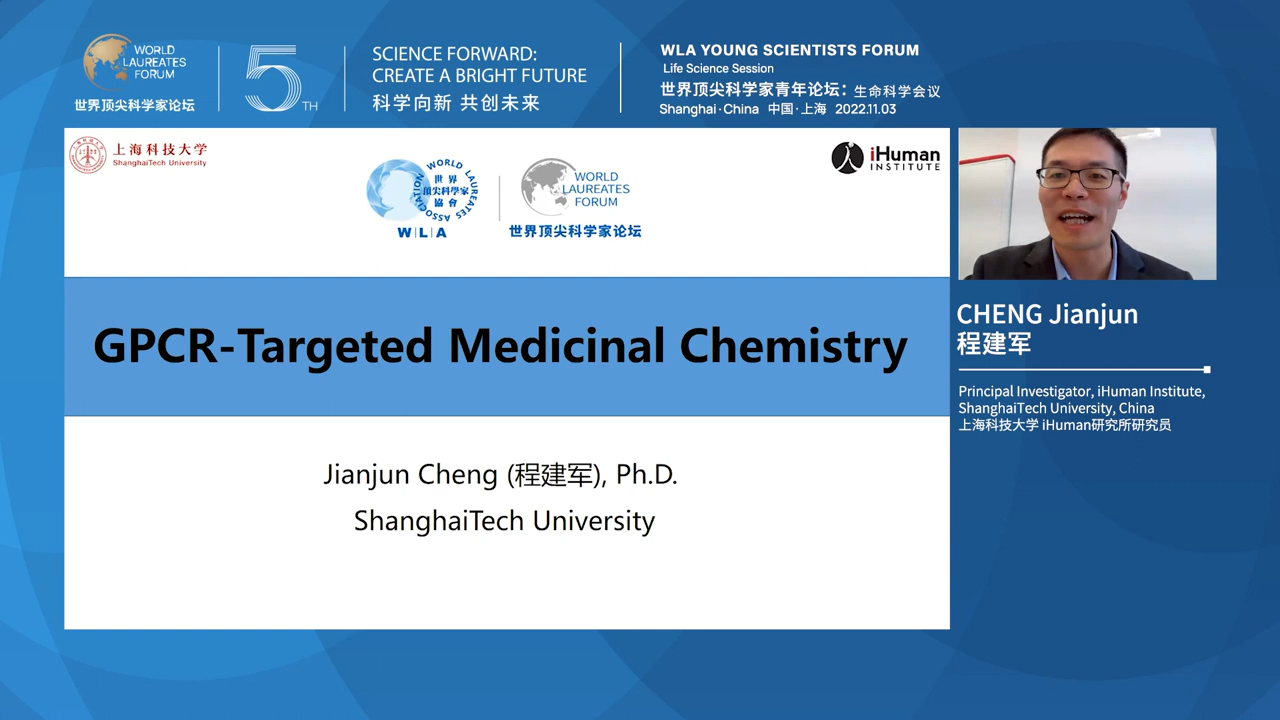 WORLD
LAUREATES
FORUM
世界顶尖科学家论坛
5TH
SCIENCE FORWARD:
CREATE A BRIGHT FUTURE
科学向新 共创未来
WLA YOUNG SCIENTISTS FORUM
Life Science Session
世界顶尖科学家青年论坛：生命科学会议
Shanghai·China 中国·上海 2022.11.03
上海科技大学
ShanghaiTech University
WORLD LAUREATES ASSOCIATION
世界
頂尖科學家
協會
W|L|A
WORLD
LAUREATES
FORUM
世界顶尖科学家论坛
iHuman
INSTITUTE
GPCR-Targeted Medicinal Chemistry
Jianjun Cheng (程建军), Ph.D.
ShanghaiTech University
CHENG Jianjun
程建军
Principal Investigator, iHuman Institute,
ShanghaiTech University, China
上海科技大学 iHuman研究所研究员